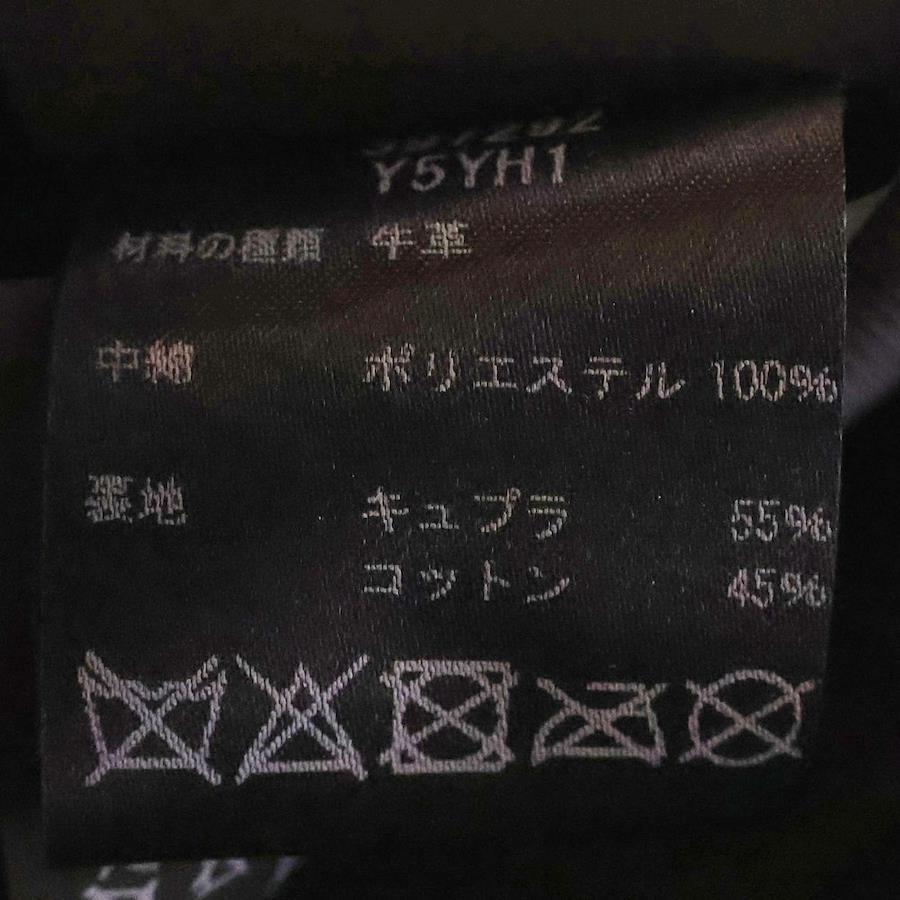 Y5YH1
材料の種類 牛革
中綿 ポリエステル 100%
裏地 キュプラ 55%
コットン 45%